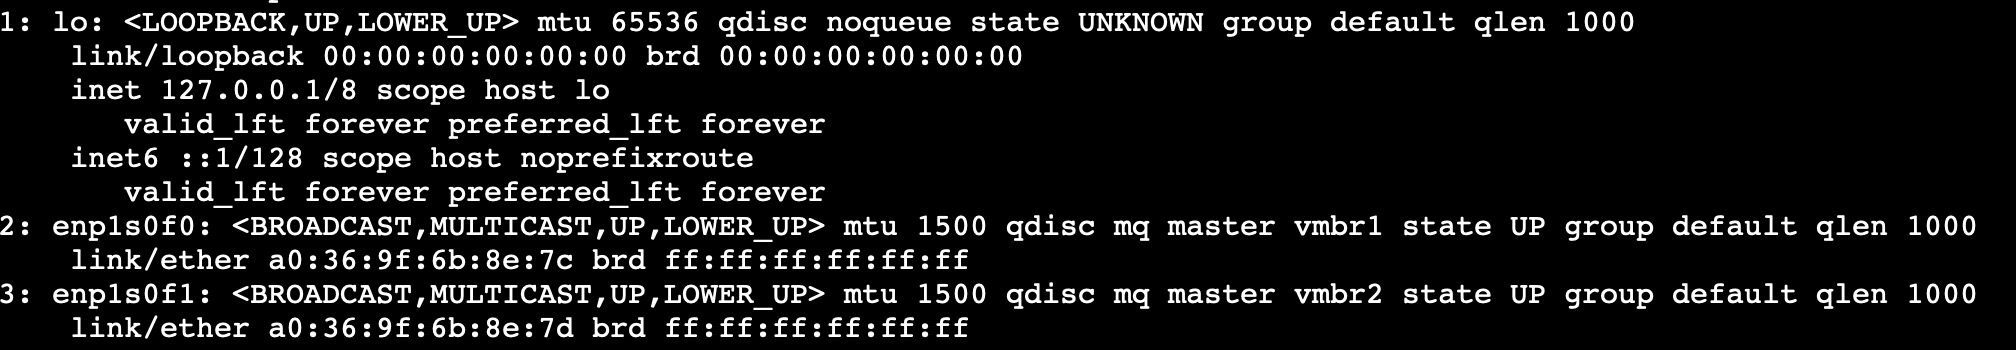 1: lo: <LOOPBACK,UP,LOWER_UP> mtu 65536 qdisc noqueue state UNKNOWN group default qlen 1000
    link/loopback 00:00:00:00:00:00 brd 00:00:00:00:00:00
    inet 127.0.0.1/8 scope host lo
       valid_lft forever preferred_lft forever
    inet6 ::1/128 scope host noprefixroute
       valid_lft forever preferred_lft forever
2: enp1s0f0: <BROADCAST,MULTICAST,UP,LOWER_UP> mtu 1500 qdisc mq master vmbr1 state UP group default qlen 1000
    link/ether a0:36:9f:6b:8e:7c brd ff:ff:ff:ff:ff:ff
3: enp1s0f1: <BROADCAST,MULTICAST,UP,LOWER_UP> mtu 1500 qdisc mq master vmbr2 state UP group default qlen 1000
    link/ether a0:36:9f:6b:8e:7d brd ff:ff:ff:ff:ff:ff